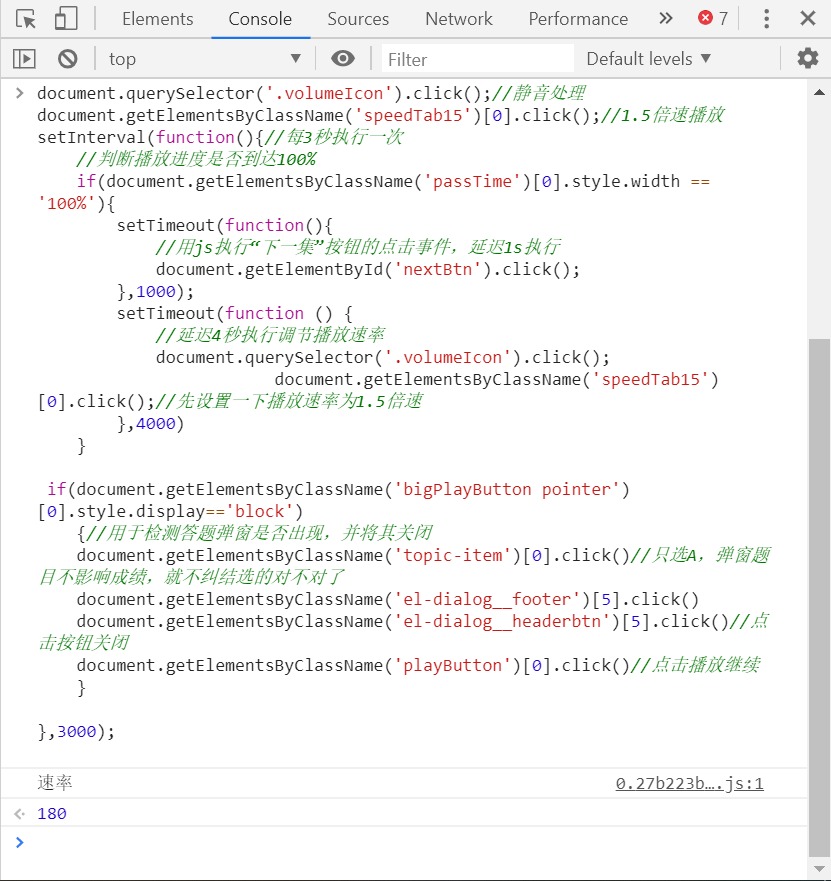 Elements Console Sources Network Performance » 7
top Filter Default levels
document.querySelector('.volumeIcon').click();//静音处理
document.getElementsByClassName('speedTab15')[0].click();//1.5倍速播放
setInterval(function(){//每3秒执行一次
//判断播放进度是否到达100%
if(document.getElementsByClassName('passTime')[0].style.width ==
'100%'){
setTimeout(function(){
//用js执行“下一集”按钮的点击事件，延迟1s执行
document.getElementById('nextBtn').click();
},1000);
setTimeout(function () {
//延迟4秒执行调节播放速率
document.querySelector('.volumeIcon').click();
document.getElementsByClassName('speedTab15')
[0].click();//先设置一下播放速率为1.5倍速
},4000)
}
if(document.getElementsByClassName('bigPlayButton pointer')
[0].style.display=='block')
{//用于检测答题弹窗是否出现，并将其关闭
document.getElementsByClassName('topic-item')[0].click()//只选A，弹窗题
目不影响成绩，就不纠结选的对不对了
document.getElementsByClassName('el-dialog__footer')[5].click()
document.getElementsByClassName('el-dialog__headerbtn')[5].click()//点
击按钮关闭
document.getElementsByClassName('playButton')[0].click()//点击播放继续
}
},3000);
速率 0.27b223b….js:1
180